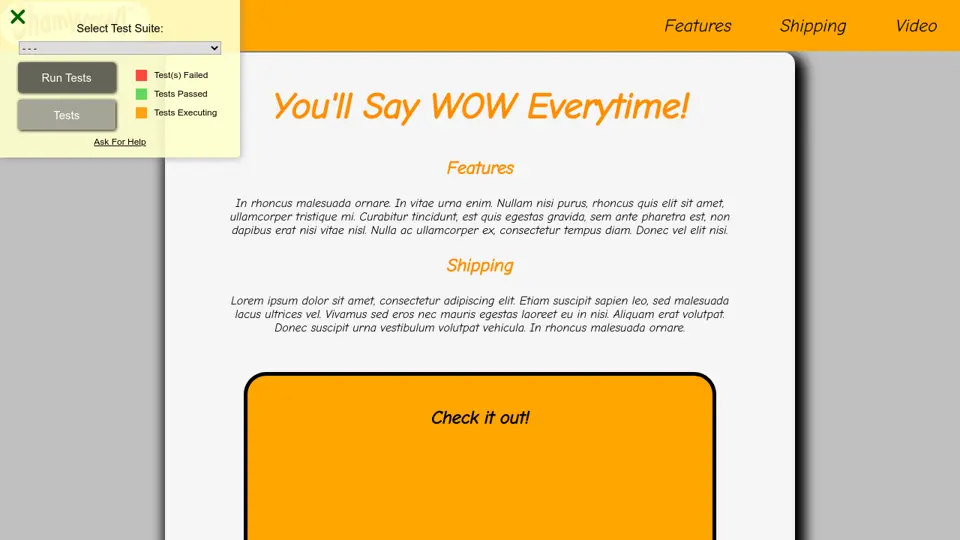 Select Test Suite:
- - -
Run Tests
Tests
Test(s) Failed
Tests Passed
Tests Executing
Ask For Help
Features
Shipping
Video
You'll Say WOW Everytime!
Features
In rhoncus malesuada ornare. In vitae urna enim. Nullam nisi purus, rhoncus quis elit sit amet,
ullamcorper tristique mi. Curabitur tincidunt, est quis egestas gravida, sem ante pharetra est, non
dapibus erat nisi vitae nisl. Nulla ac ullamcorper ex, consectetur tempus diam. Donec vel elit nisi.
Shipping
Lorem ipsum dolor sit amet, consectetur adipiscing elit. Etiam suscipit sapien leo, sed malesuada
lacus ultrices vel. Vivamus sed eros nec mauris egestas laoreet eu in nisi. Aliquam erat volutpat.
Donec suscipit urna vestibulum volutpat vehicula. In rhoncus malesuada ornare.
Check it out!